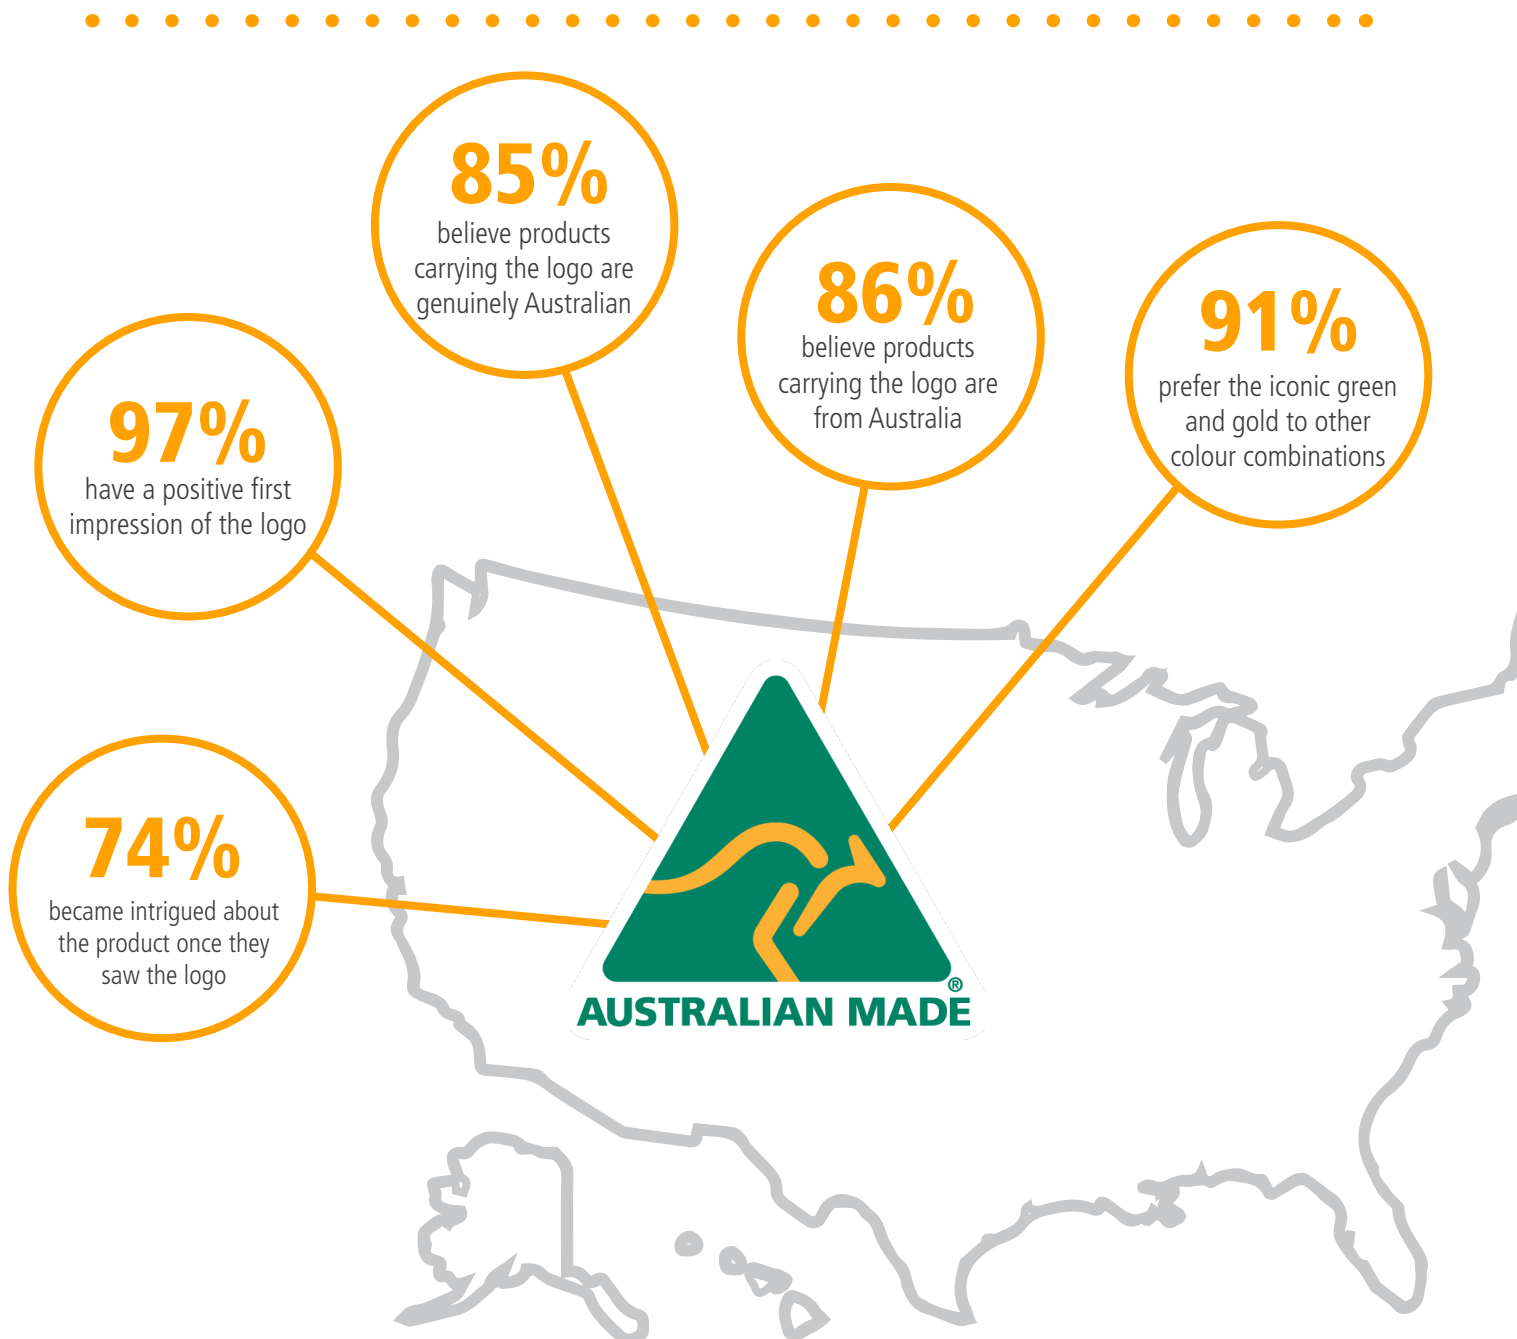 85%
believe products
carrying the logo are
genuinely Australian
86%
believe products
carrying the logo are
from Australia
91%
prefer the iconic green
and gold to other
colour combinations
97%
have a positive first
impression of the logo
74%
became intrigued about
the product once they
saw the logo
®
AUSTRALIAN MADE